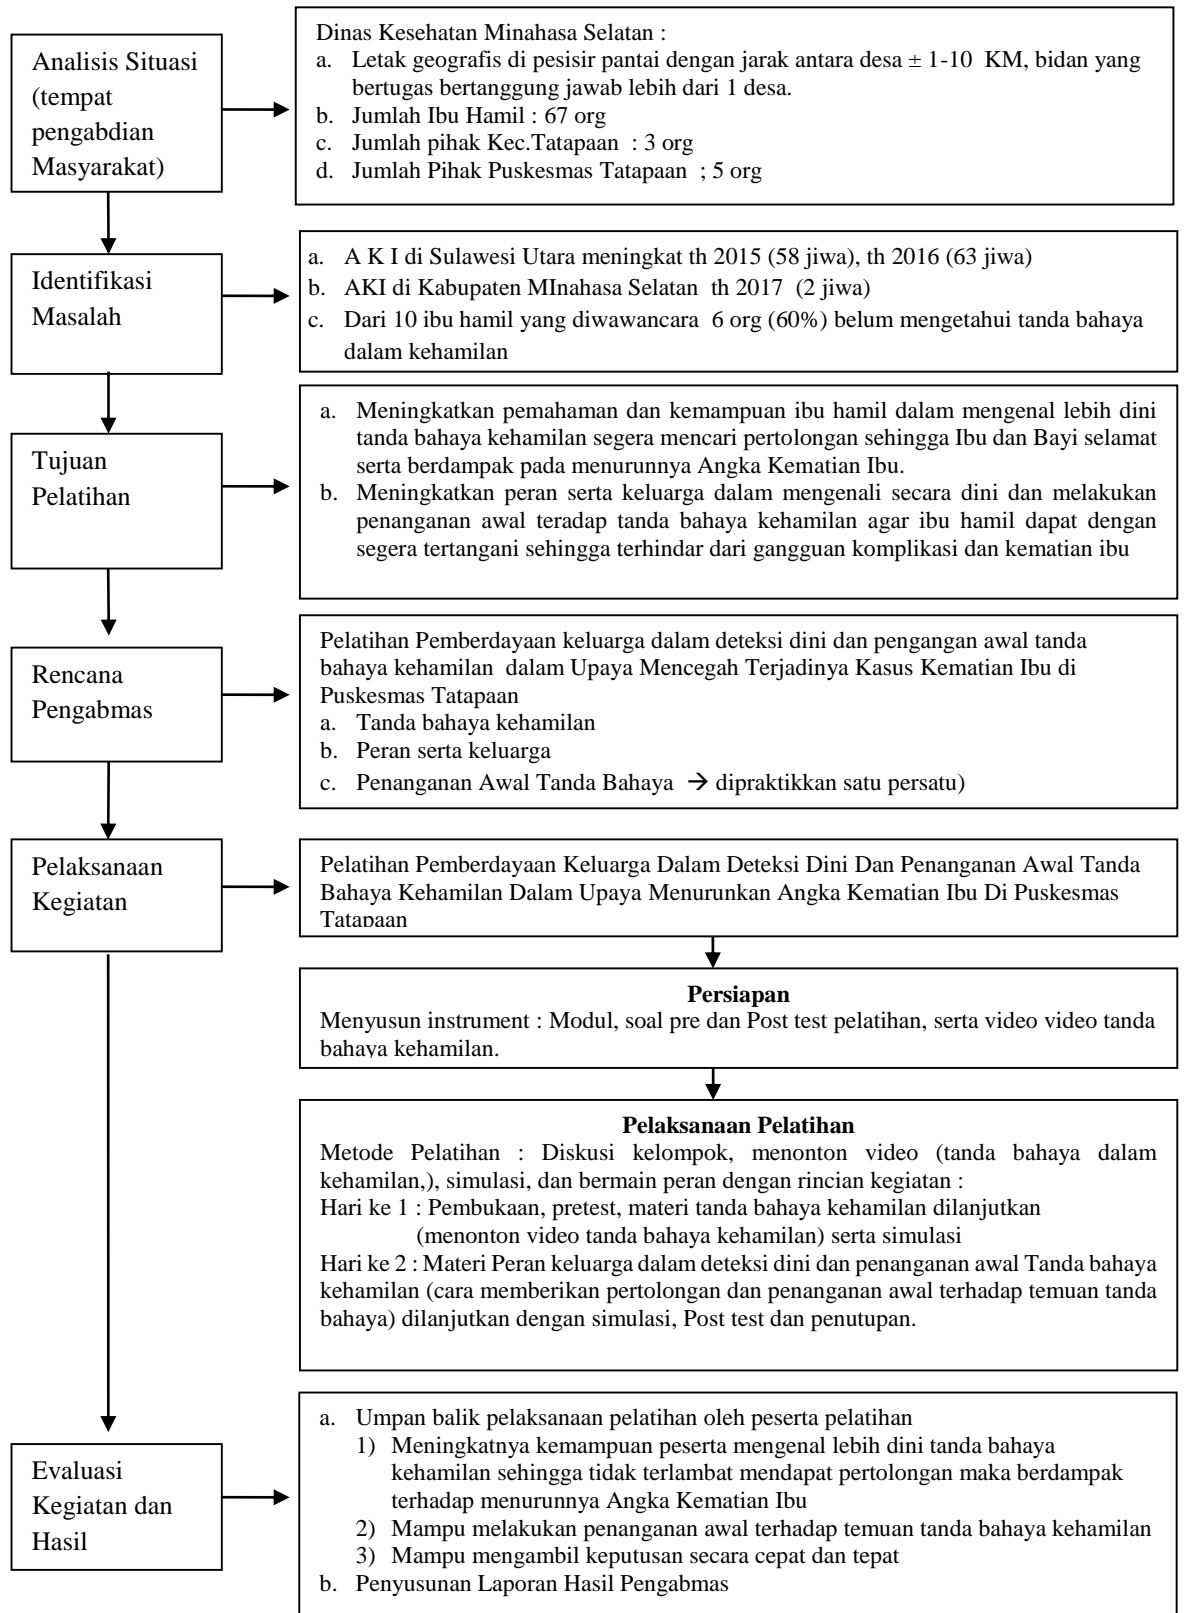 Analisis Situasi
(tempat
pengabdian
Masyarakat)
Dinas Kesehatan Minahasa Selatan :
a. Letak geografis di pesisir pantai dengan jarak antara desa ± 1-10 KM, bidan yang
bertugas bertanggung jawab lebih dari 1 desa.
b. Jumlah Ibu Hamil : 67 org
c. Jumlah pihak Kec.Tatapaan : 3 org
d. Jumlah Pihak Puskesmas Tatapaan ; 5 org
Identifikasi
Masalah
a. A K I di Sulawesi Utara meningkat th 2015 (58 jiwa), th 2016 (63 jiwa)
b. AKI di Kabupaten MInahasa Selatan th 2017 (2 jiwa)
c. Dari 10 ibu hamil yang diwawancara 6 org (60%) belum mengetahui tanda bahaya
dalam kehamilan
Tujuan
Pelatihan
a. Meningkatkan pemahaman dan kemampuan ibu hamil dalam mengenal lebih dini
tanda bahaya kehamilan segera mencari pertolongan sehingga Ibu dan Bayi selamat
serta berdampak pada menurunnya Angka Kematian Ibu.
b. Meningkatkan peran serta keluarga dalam mengenali secara dini dan melakukan
penanganan awal teradap tanda bahaya kehamilan agar ibu hamil dapat dengan
segera tertangani sehingga terhindar dari gangguan komplikasi dan kematian ibu
Rencana
Pengabmas
Pelatihan Pemberdayaan keluarga dalam deteksi dini dan pengangan awal tanda
bahaya kehamilan dalam Upaya Mencegah Terjadinya Kasus Kematian Ibu di
Puskesmas Tatapaan
a. Tanda bahaya kehamilan
b. Peran serta keluarga
c. Penanganan Awal Tanda Bahaya → dipraktikkan satu persatu)
Pelaksanaan
Kegiatan
Pelatihan Pemberdayaan Keluarga Dalam Deteksi Dini Dan Penanganan Awal Tanda
Bahaya Kehamilan Dalam Upaya Menurunkan Angka Kematian Ibu Di Puskesmas
Tatapaan
Persiapan
Menyusun instrument : Modul, soal pre dan Post test pelatihan, serta video video tanda
bahaya kehamilan.
Pelaksanaan Pelatihan
Metode Pelatihan : Diskusi kelompok, menonton video (tanda bahaya dalam
kehamilan,), simulasi, dan bermain peran dengan rincian kegiatan :
Hari ke 1 : Pembukaan, pretest, materi tanda bahaya kehamilan dilanjutkan
(menonton video tanda bahaya kehamilan) serta simulasi
Hari ke 2 : Materi Peran keluarga dalam deteksi dini dan penanganan awal Tanda bahaya
kehamilan (cara memberikan pertolongan dan penanganan awal terhadap temuan tanda
bahaya) dilanjutkan dengan simulasi, Post test dan penutupan.
Evaluasi
Kegiatan dan
Hasil
a. Umpan balik pelaksanaan pelatihan oleh peserta pelatihan
1) Meningkatnya kemampuan peserta mengenal lebih dini tanda bahaya
kehamilan sehingga tidak terlambat mendapat pertolongan maka berdampak
terhadap menurunnya Angka Kematian Ibu
2) Mampu melakukan penanganan awal terhadap temuan tanda bahaya kehamilan
3) Mampu mengambil keputusan secara cepat dan tepat
b. Penyusunan Laporan Hasil Pengabmas